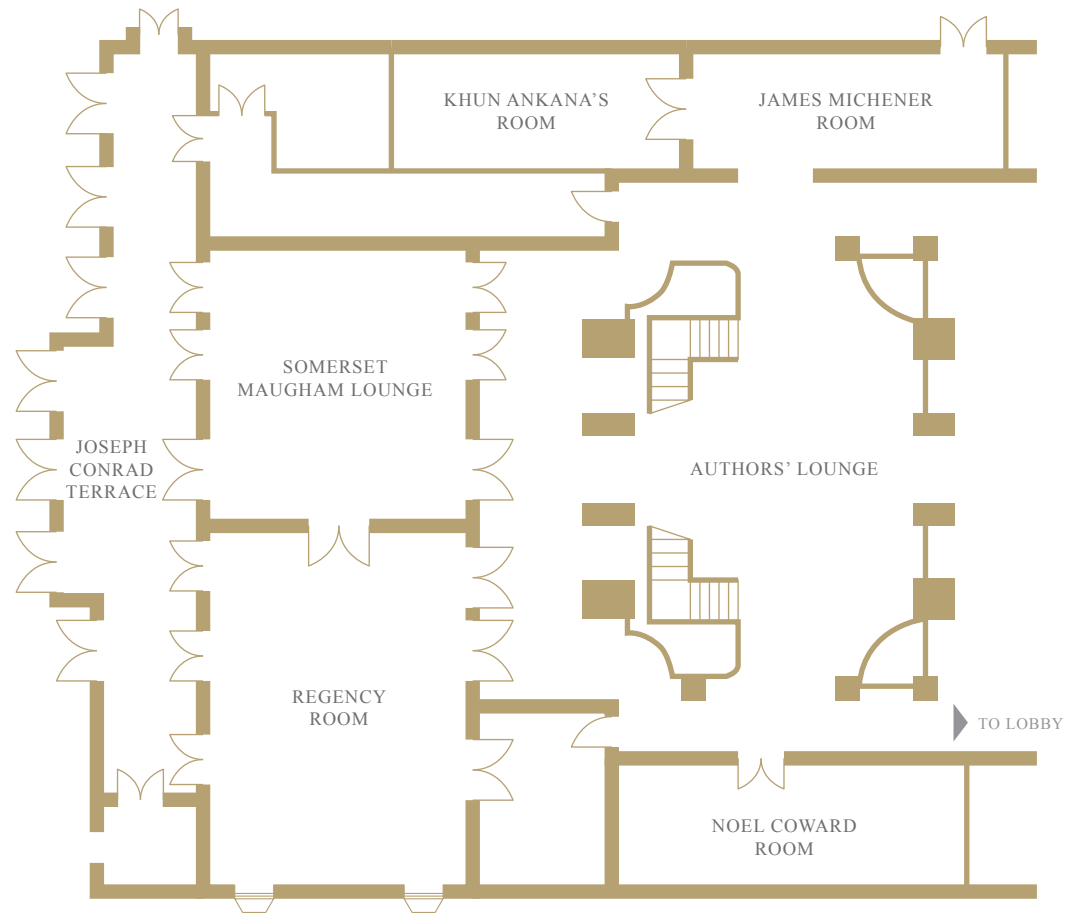 KHUN ANKANA'S
ROOM
JAMES MICHENER
ROOM
SOMERSET
MAUGHAM LOUNGE
JOSEPH
CONRAD
TERRACE
AUTHORS' LOUNGE
REGENCY
ROOM
TO LOBBY
NOEL COWARD
ROOM